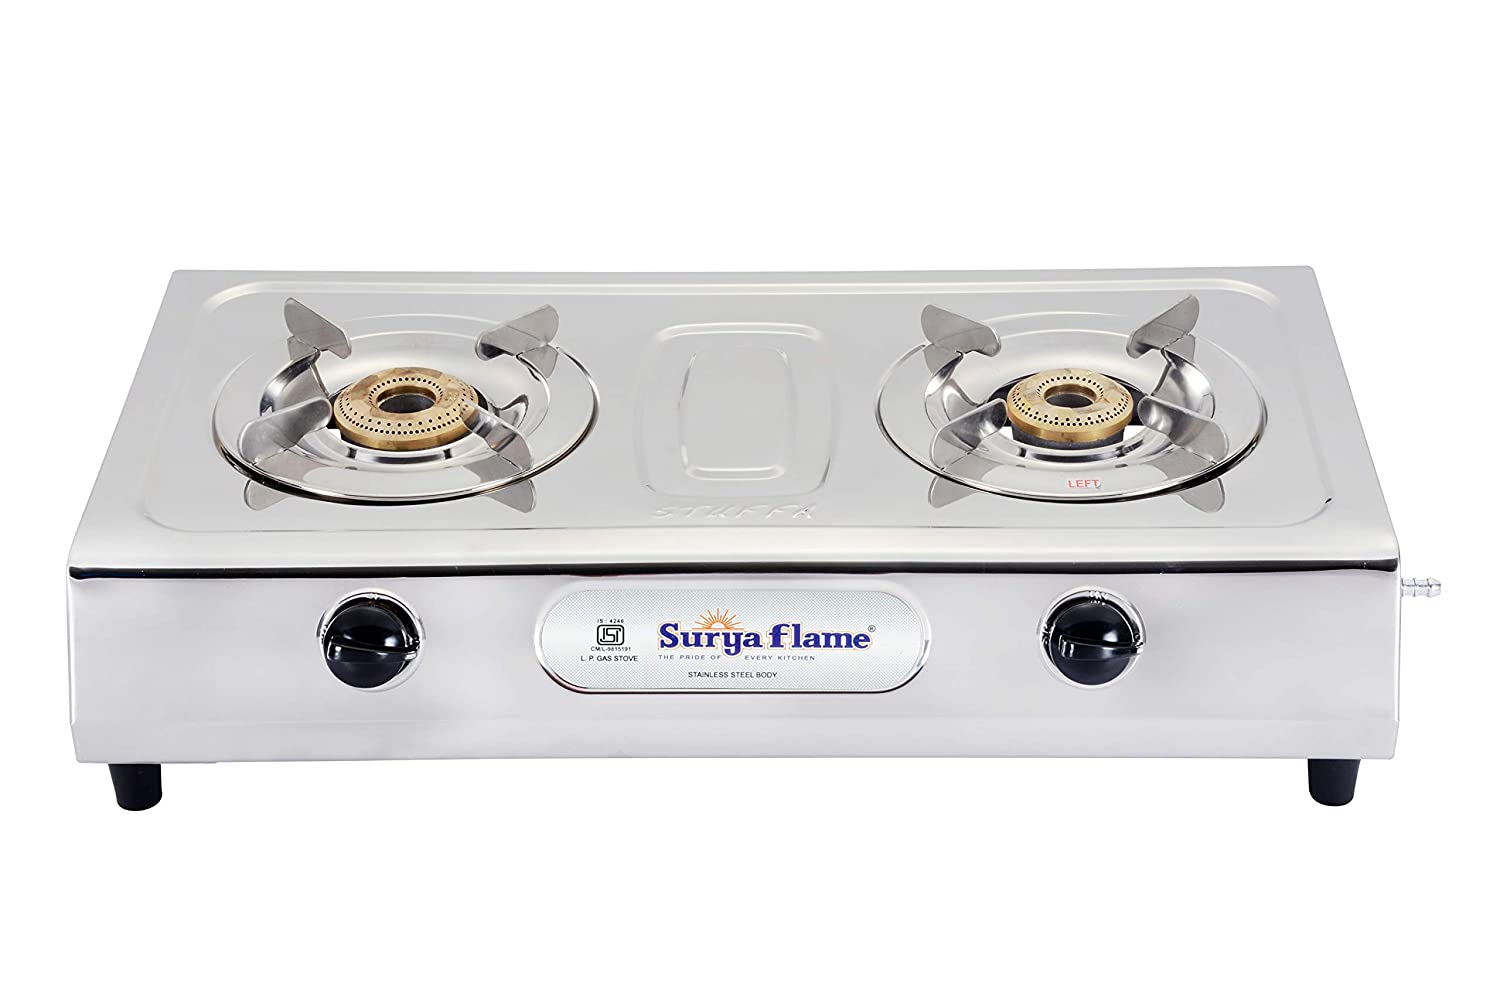 STUFFA
LEFT
IS : 4246
ISI
CM/L-9815191
L. P. GAS STOVE
Surya flame®
THE PRIDE OF EVERY KITCHEN
STAINLESS STEEL BODY